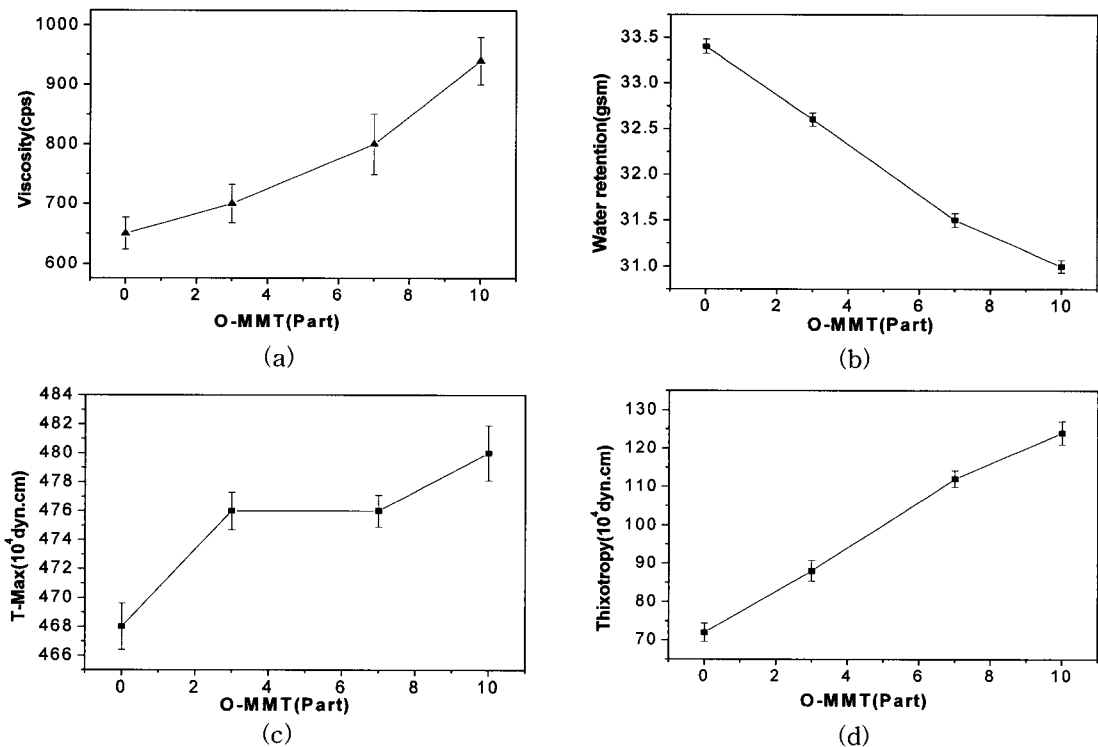 1000
900
800
700
600
Viscosity(cps)
0 2 4 6 8 10
O-MMT(Part)
(a)
33.5
33.0
32.5
32.0
31.5
31.0
Water retention(gsm)
0 2 4 6 8 10
O-MMT(Part)
(b)
484
482
480
478
476
474
472
470
468
466
T-Max(10⁴dyn.cm)
0 2 4 6 8 10
O-MMT(Part)
(c)
130
120
110
100
90
80
70
Thixotropy(10⁴dyn.cm)
0 2 4 6 8 10
O-MMT(Part)
(d)